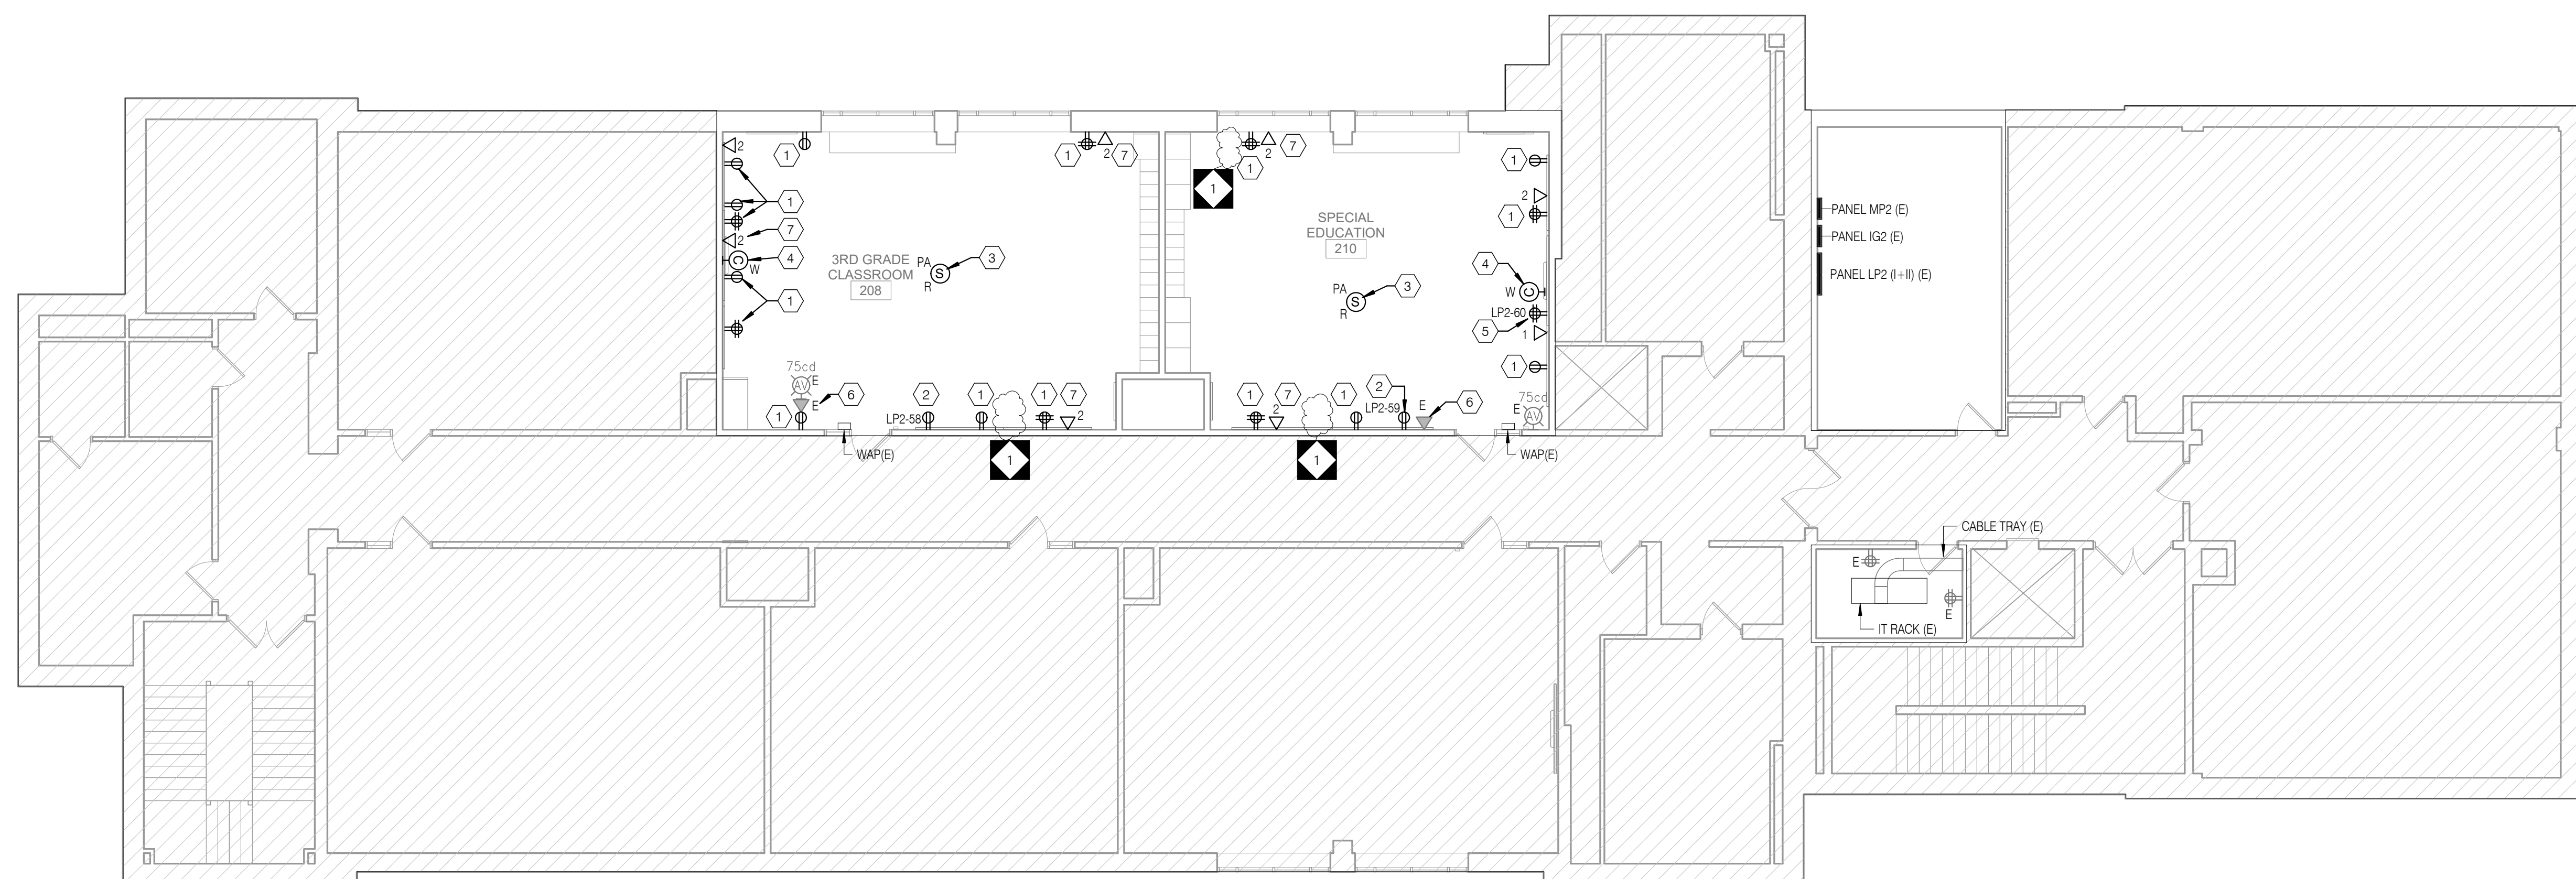 2
1
1
7
1
2
7
1
1
2
1
1
7
PANEL MP2 (E)
1
PANEL IG2 (E)
SPECIAL
EDUCATION
210
2
7
3RD GRADE
CLASSROOM
208
PA
S
R
3
C
W
4
PANEL LP2 (I+II) (E)
1
PA
S
R
3
4
W
C
LP2-60
5
1
75cd
AV
E
E
6
1
2
LP2-58
1
1
7
2
1
7
2
1
2
LP2-59
E
6
1
75cd
E
AV
WAP(E)
1
1
WAP(E)
CABLE TRAY (E)
E
E
IT RACK (E)